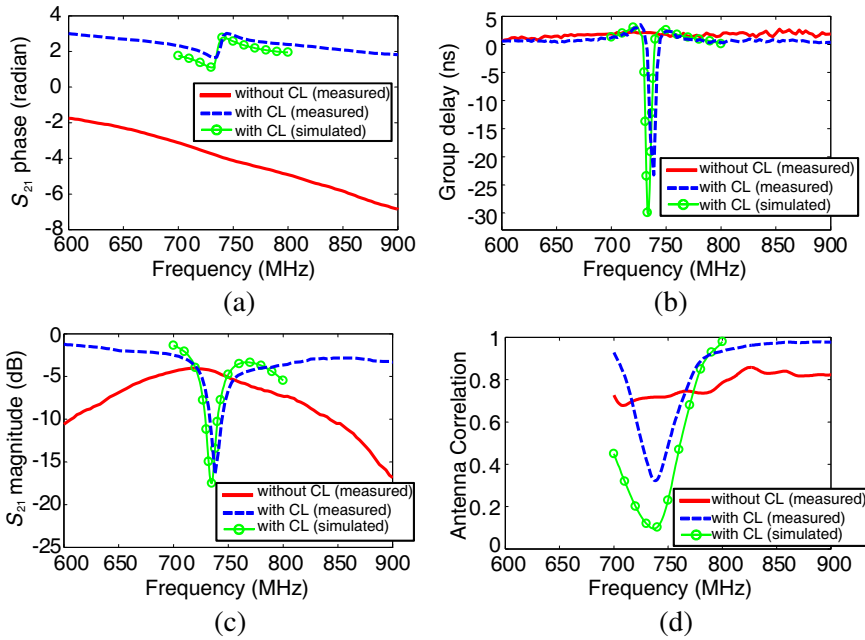 8
6
4
2
0
-2
-4
-6
-8
S21 phase (radian)
without CL (measured)
with CL (measured)
with CL (simulated)
600 650 700 750 800 850 900
Frequency (MHz)
(a)
5
0
-5
-10
-15
-20
-25
-30
Group delay (ns)
without CL (measured)
with CL (measured)
with CL (simulated)
600 650 700 750 800 850 900
Frequency (MHz)
(b)
0
-5
-10
-15
-20
-25
S21 magnitude (dB)
without CL (measured)
with CL (measured)
with CL (simulated)
600 650 700 750 800 850 900
Frequency (MHz)
(c)
1
0.8
0.6
0.4
0.2
0
Antenna Correlation
without CL (measured)
with CL (measured)
with CL (simulated)
600 650 700 750 800 850 900
Frequency (MHz)
(d)